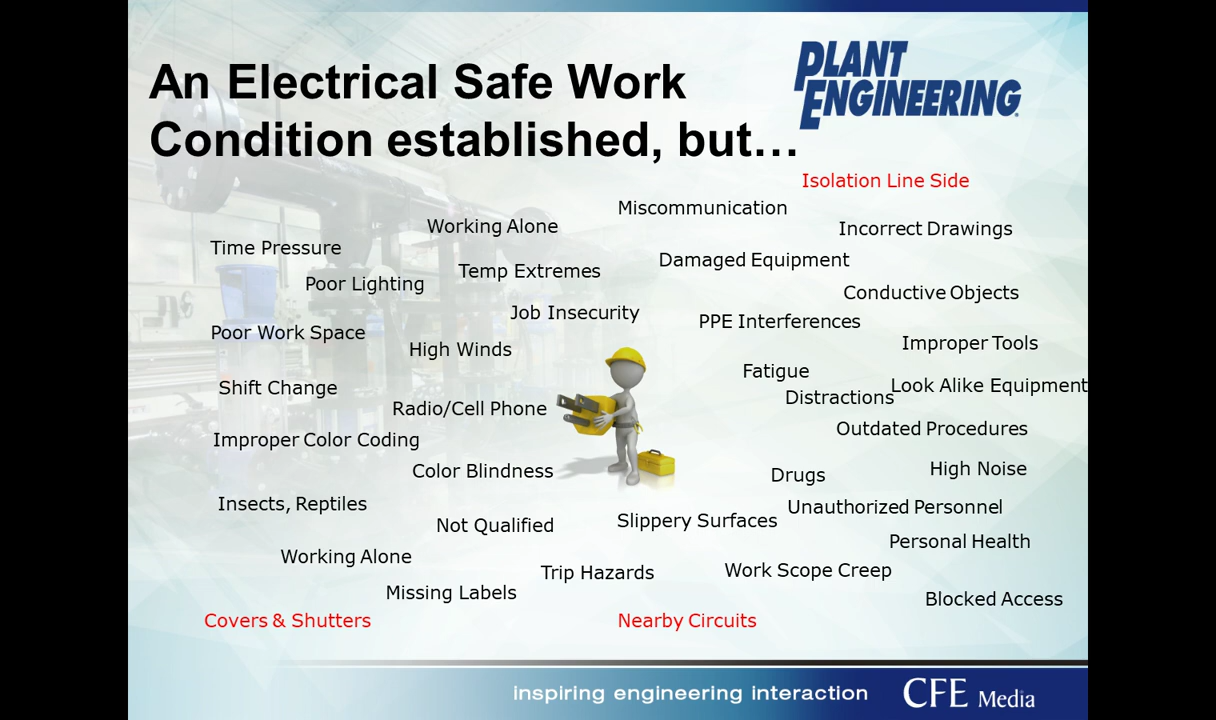 An Electrical Safe Work
Condition established, but…
PLANT
ENGINEERING
Isolation Line Side
Miscommunication
Working Alone
Incorrect Drawings
Time Pressure
Damaged Equipment
Temp Extremes
Poor Lighting
Conductive Objects
Job Insecurity
PPE Interferences
Poor Work Space
Improper Tools
High Winds
Fatigue
Look Alike Equipment
Shift Change
Distractions
Radio/Cell Phone
Outdated Procedures
Improper Color Coding
High Noise
Color Blindness
Drugs
Insects, Reptiles
Unauthorized Personnel
Slippery Surfaces
Not Qualified
Personal Health
Working Alone
Work Scope Creep
Trip Hazards
Missing Labels
Blocked Access
Covers & Shutters
Nearby Circuits
inspiring engineering interaction
CFE Media